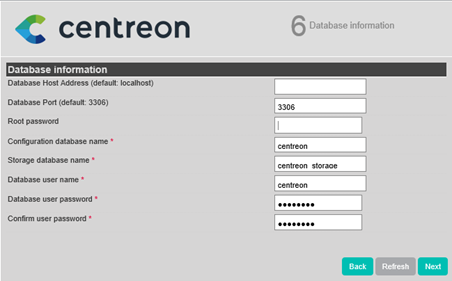 centreon
6 Database information
Database information
Database Host Address (default: localhost)
Database Port (default: 3306) 3306
Root password
Configuration database name * centreon
Storage database name * centreon_storage
Database user name * centreon
Database user password * ••••••••
Confirm user password * ••••••••
Back Refresh Next